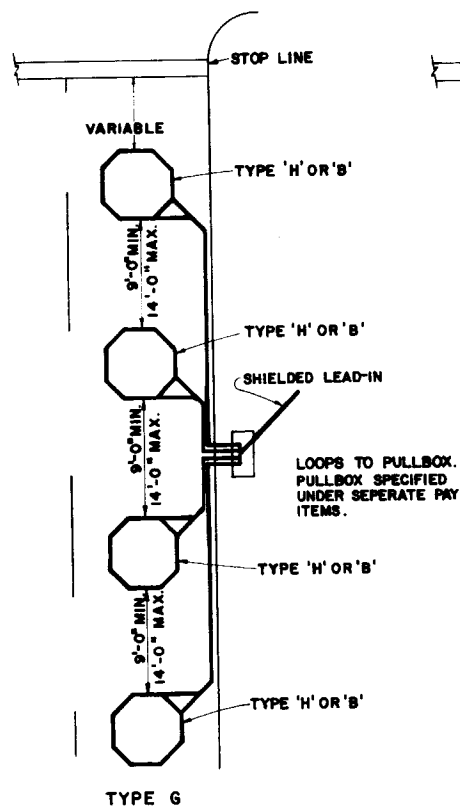 STOP LINE
VARIABLE
TYPE 'H' OR 'B'
9'-0" MIN.
14'-0" MAX.
TYPE 'H' OR 'B'
SHIELDED LEAD-IN
9'-0" MIN.
14'-0" MAX.
LOOPS TO PULLBOX.
PULLBOX SPECIFIED
UNDER SEPERATE PAY
ITEMS.
TYPE 'H' OR 'B'
9'-0" MIN.
14'-0" MAX.
TYPE 'H' OR 'B'
TYPE G